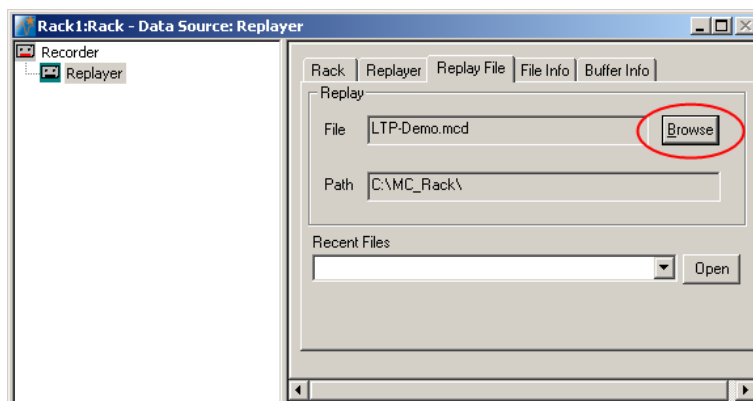 Rack1:Rack - Data Source: Replayer
Recorder
Replayer
Rack Replayer Replay File File Info Buffer Info
Replay
File LTP-Demo.mcd Browse
Path C:\MC_Rack\
Recent Files
Open